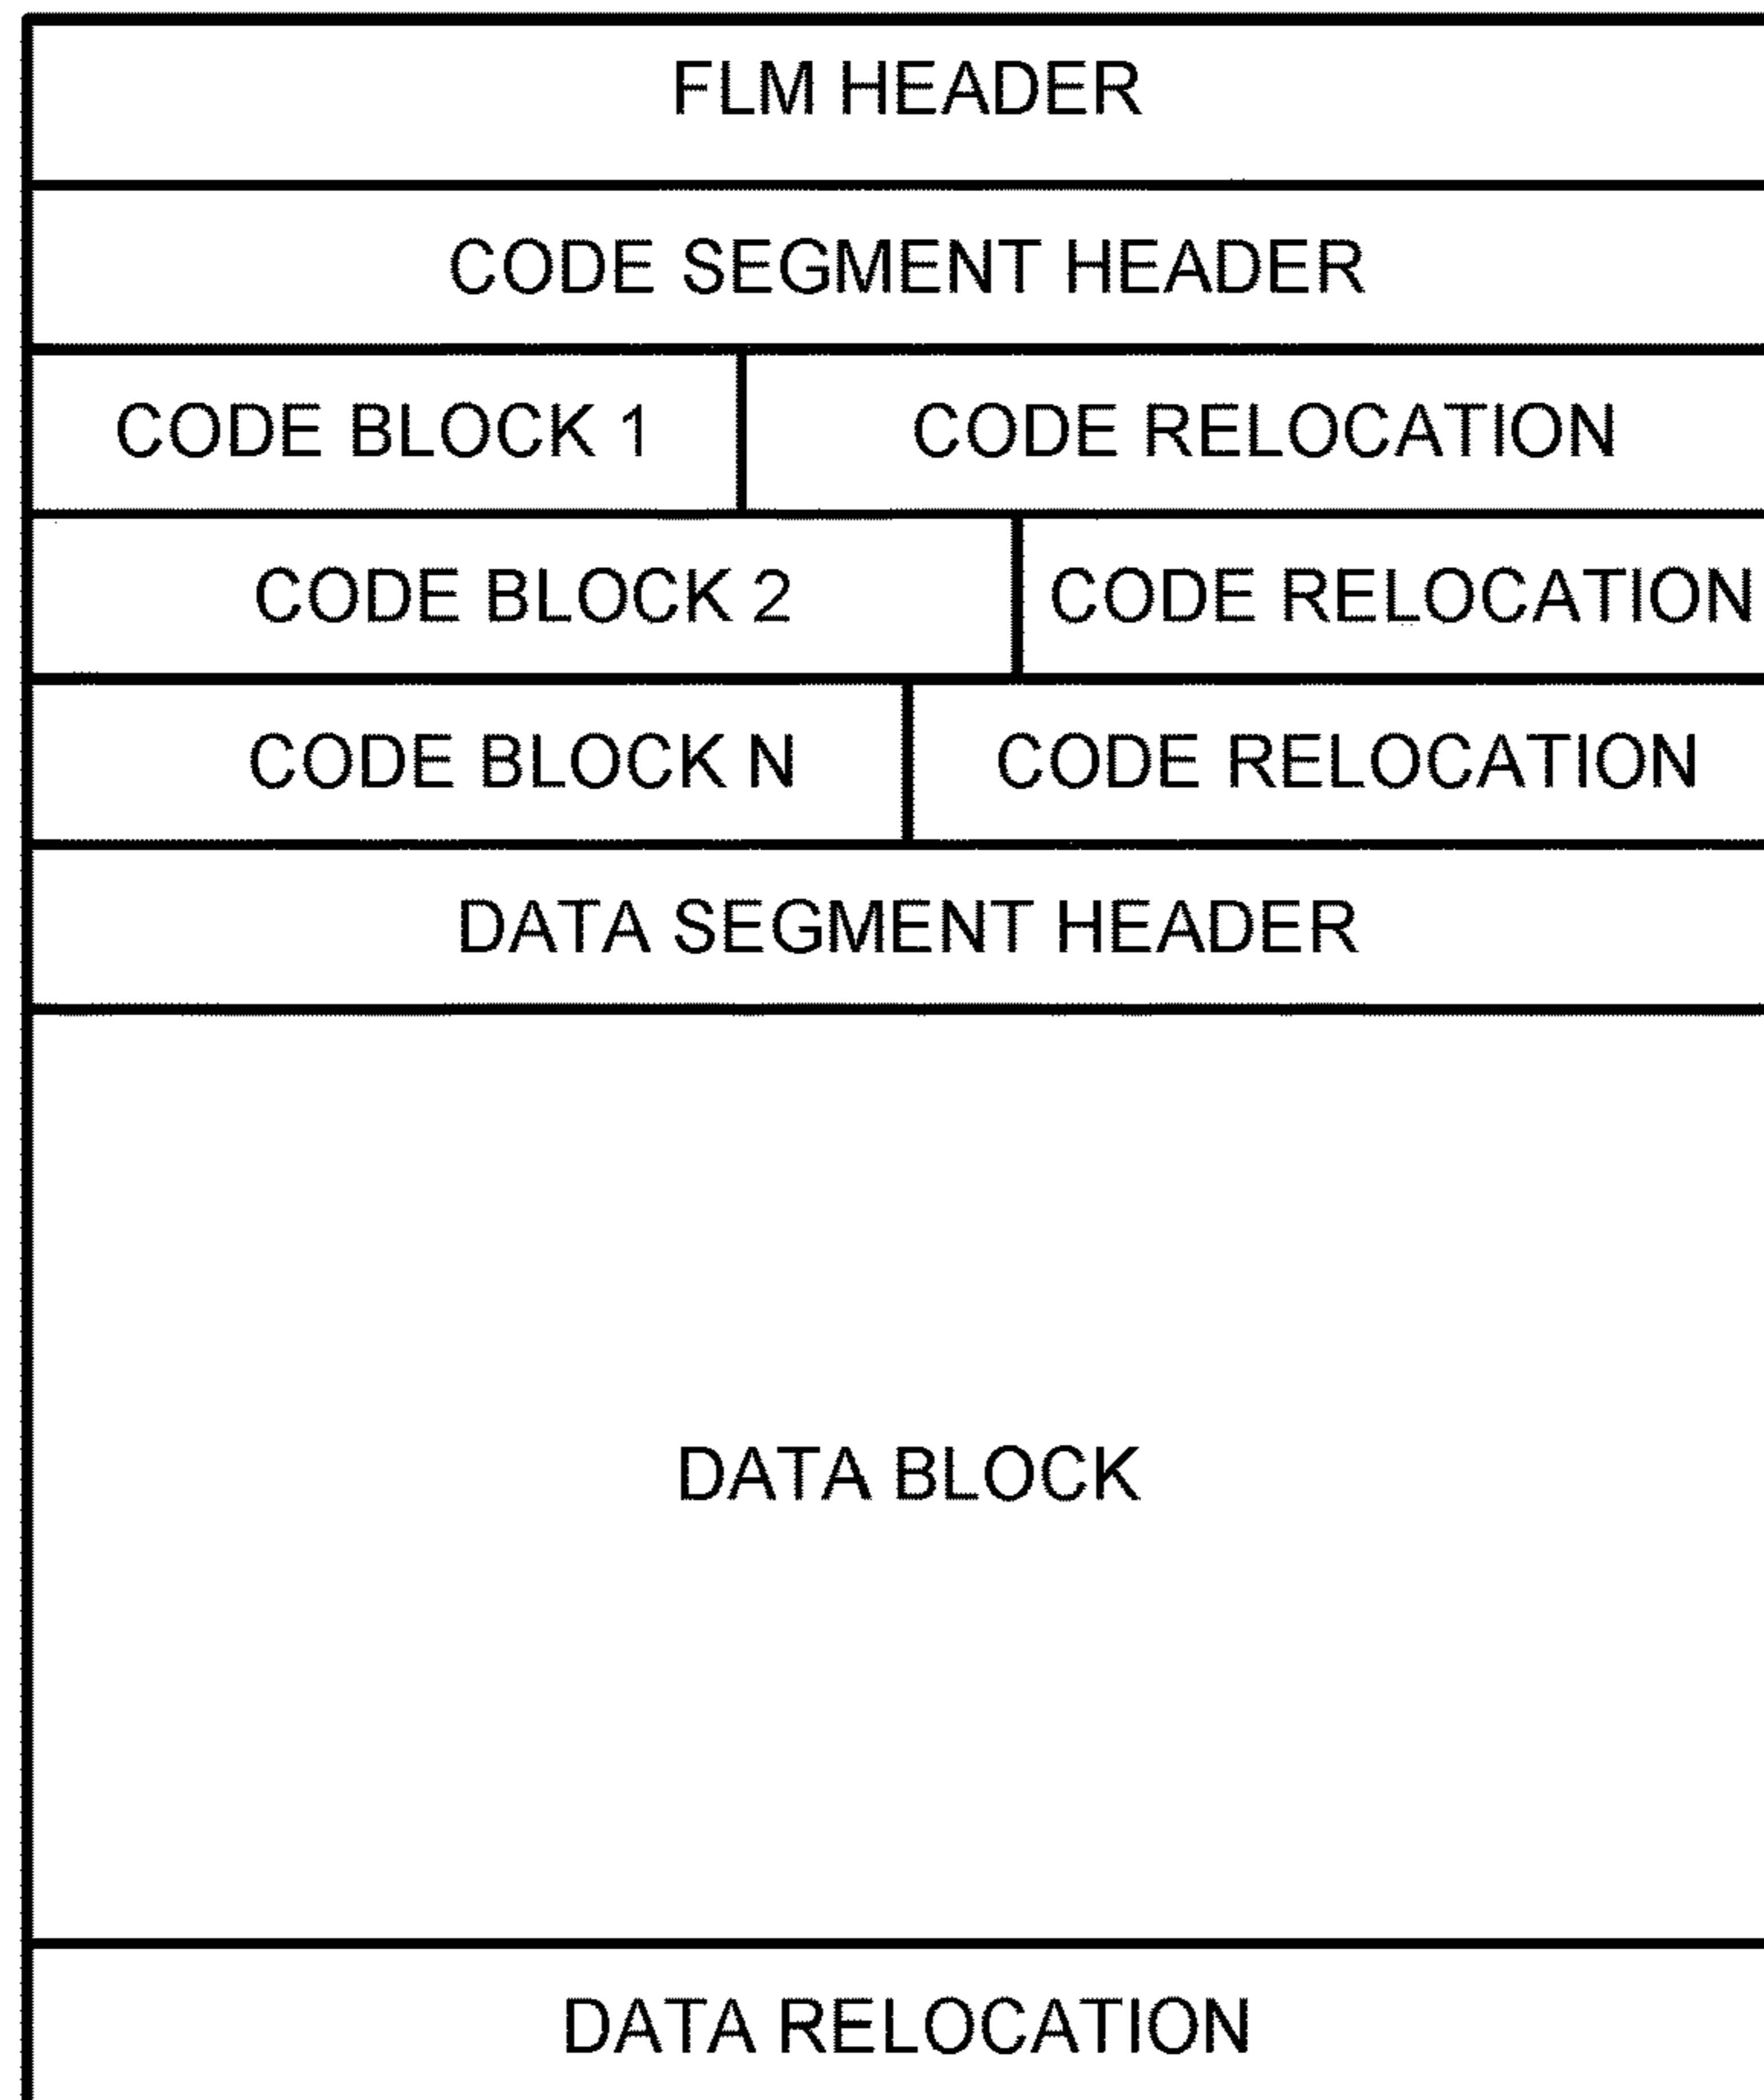 FLM HEADER
CODE SEGMENT HEADER
CODE BLOCK 1 CODE RELOCATION
CODE BLOCK 2 CODE RELOCATION
CODE BLOCK N CODE RELOCATION
DATA SEGMENT HEADER
DATA BLOCK
DATA RELOCATION